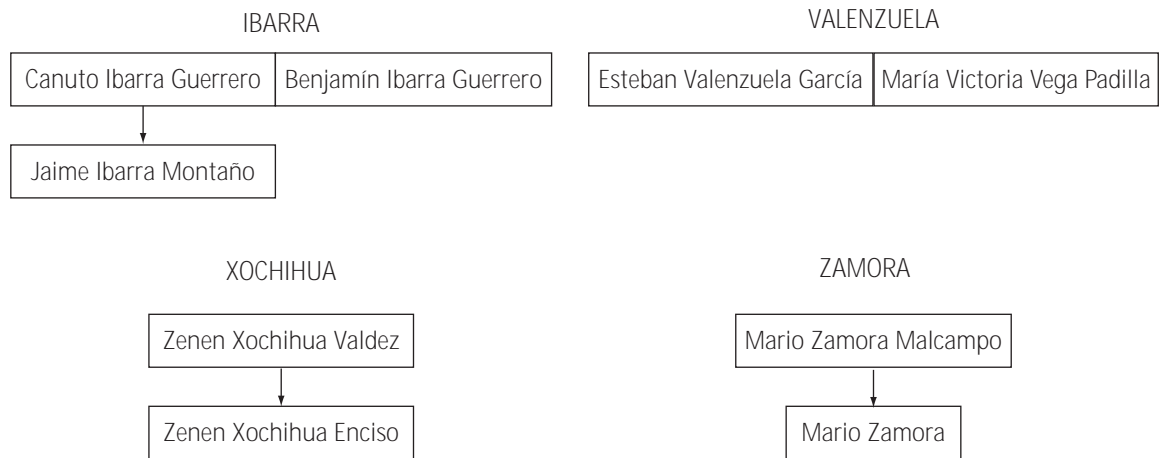 IBARRA
Canuto Ibarra Guerrero
Benjamín Ibarra Guerrero
Jaime Ibarra Montaño
VALENZUELA
Esteban Valenzuela García
María Victoria Vega Padilla
XOCHIHUA
Zenen Xochihua Valdez
Zenen Xochihua Enciso
ZAMORA
Mario Zamora Malcampo
Mario Zamora